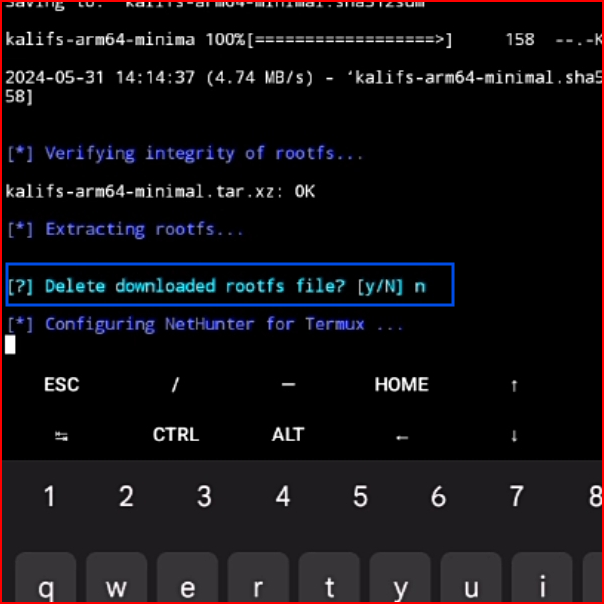 Saving to: ‘kalifs-arm64-minimal.sha512sum’
kalifs-arm64-minima 100%[==================>] 158 --.-K
2024-05-31 14:14:37 (4.74 MB/s) - ‘kalifs-arm64-minimal.sha5
58]
[*] Verifying integrity of rootfs...
kalifs-arm64-minimal.tar.xz: OK
[*] Extracting rootfs...
[?] Delete downloaded rootfs file? [y/N] n
[*] Configuring NetHunter for Termux ...
ESC / — HOME ↑
↹ CTRL ALT ← ↓
1 2 3 4 5 6 7 8
q w e r t y u i